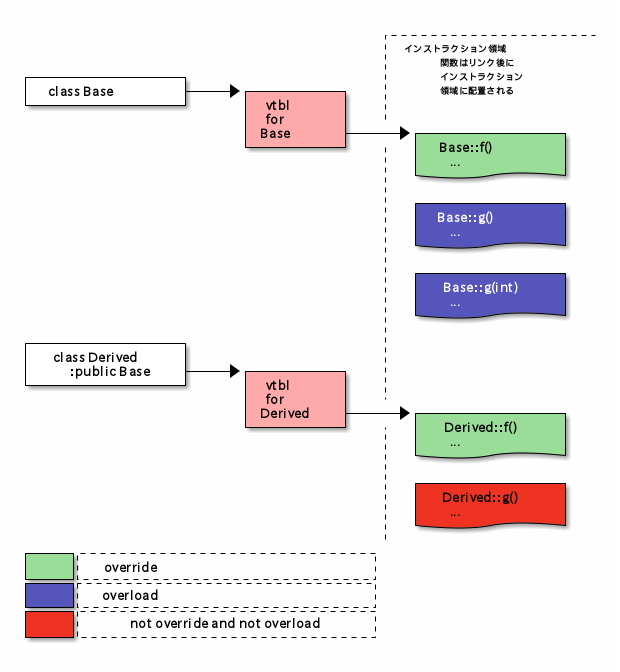 インストラクション領域
関数はリンク後に
インストラクション
領域に配置される
class Base
vtbl
for
Base
Base::f()
...
Base::g()
...
Base::g(int)
...
class Derived
:public Base
vtbl
for
Derived
Derived::f()
...
Derived::g()
...
override
overload
not override and not overload